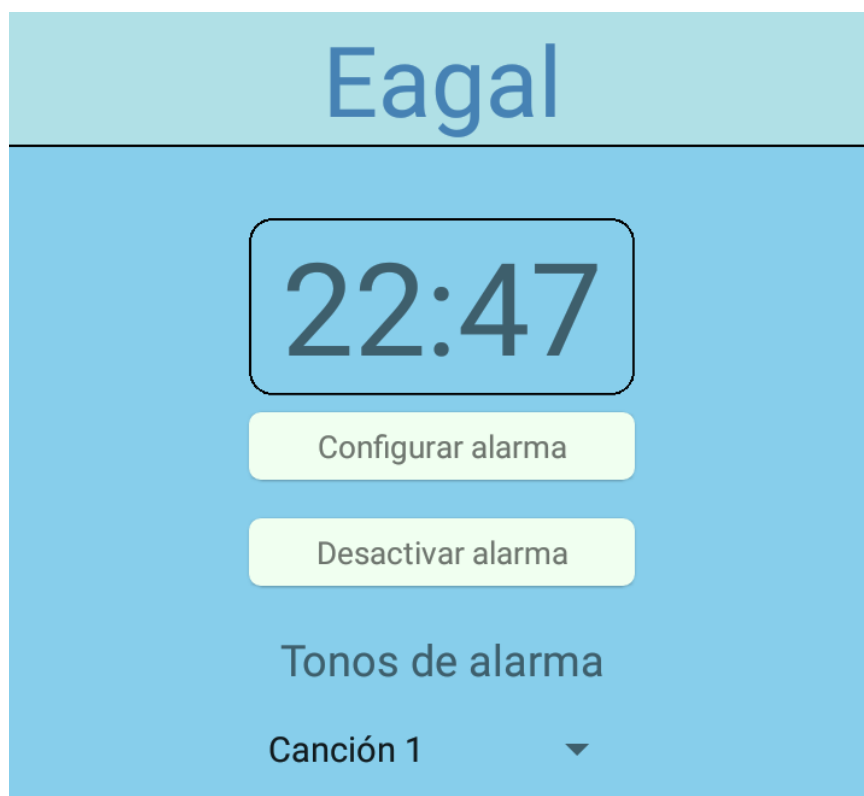 Eagal
22:47
Configurar alarma
Desactivar alarma
Tonos de alarma
Canción 1